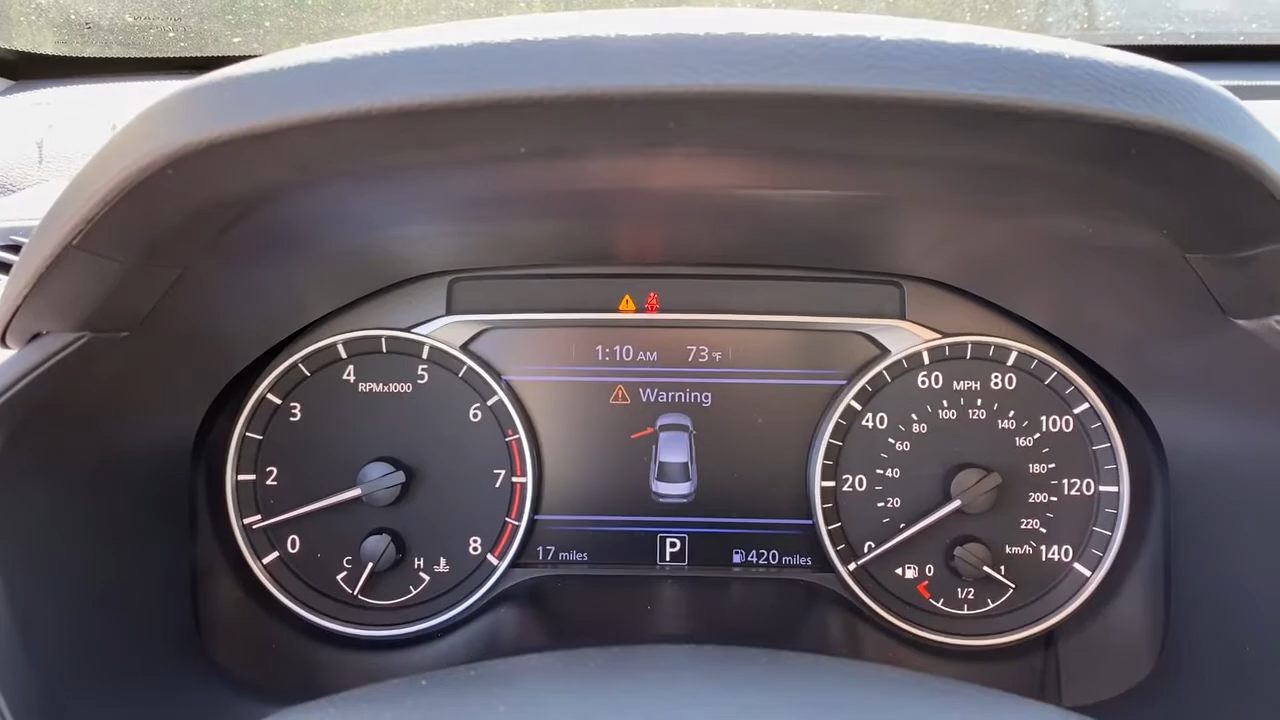 NISSAN
1:10 AM 73°F
Warning
17 miles P 420 miles
RPMx1000
0 2 3 4 5 6 7 8
C H
MPH
0 20 40 60 80 100 120 140
20 40 60 80 100 120 140 160 180 200 220
km/h
0 1/2 1